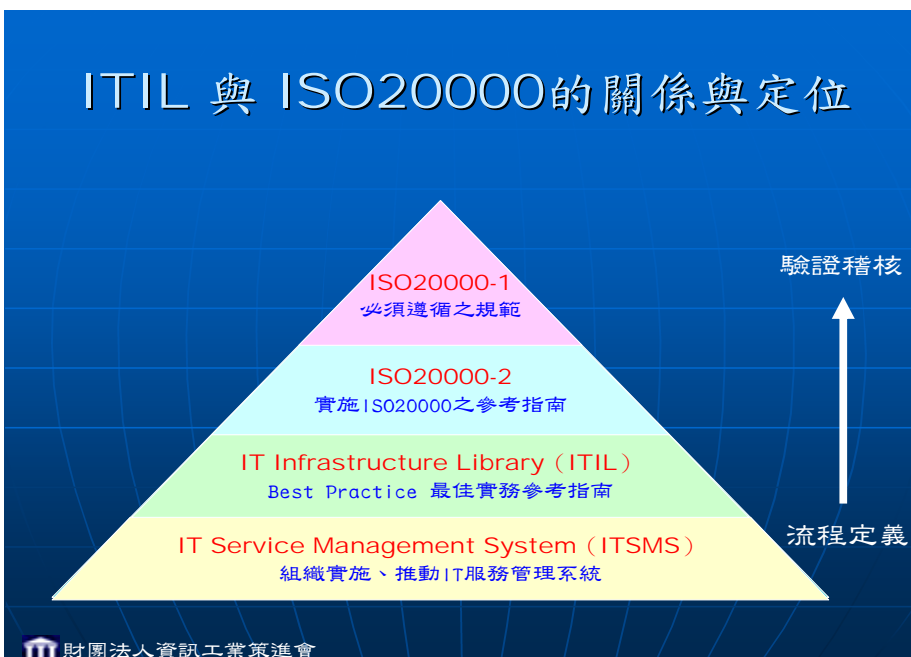 ITIL 與 ISO20000的關係與定位
驗證稽核
ISO20000-1
必須遵循之規範
ISO20000-2
實施ISO20000之參考指南
IT Infrastructure Library（ITIL）
Best Practice 最佳實務參考指南
流程定義
IT Service Management System（ITSMS）
組織實施、推動IT服務管理系統
財團法人資訊工業策進會